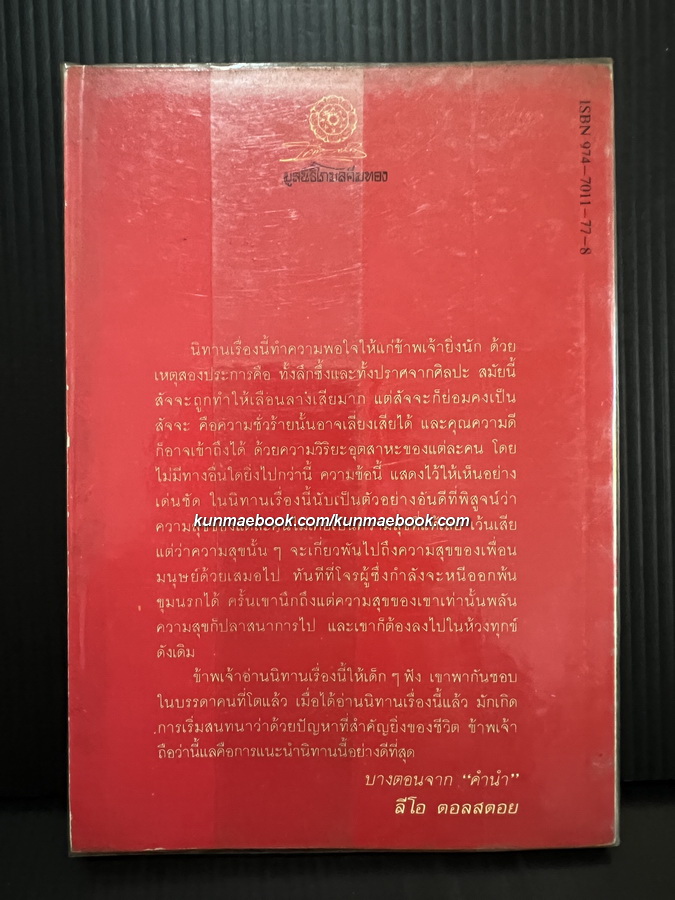 มูลนิธิโกมลคีมทอง
ISBN 974-7011-77-8
นิทานเรื่องนี้ทำความพอใจให้แก่ข้าพเจ้ายิ่งนัก ด้วย
เหตุสองประการคือ ทั้งลึกซึ้งและทั้งปราศจากศิลปะ สมัยนี้
สัจจะถูกทำให้เลือนลางเสียมาก แต่สัจจะก็ย่อมคงเป็น
สัจจะ คือความชั่วร้ายนั้นอาจเลี่ยงเสียได้ และคุณความดี
ก็อาจเข้าถึงได้ ด้วยความวิริยะอุตสาหะของแต่ละคน โดย
ไม่มีทางอื่นใดยิ่งไปกว่านี้ ความข้อนี้ แสดงไว้ให้เห็นอย่าง
เด่นชัด ในนิทานเรื่องนี้นับเป็นตัวอย่างอันดีที่พิสูจน์ว่า
kunmaebook.com/kunmaebook.com
เว้นเสีย
แต่ว่าความสุขนั้น ๆ จะเกี่ยวพันไปถึงความสุขของเพื่อน
มนุษย์ด้วยเสมอไป ทันทีที่โจรผู้ซึ่งกำลังจะหนีออกพ้น
ขุมนรกได้ ครั้นเขานึกถึงแต่ความสุขของเขาเท่านั้นพลัน
ความสุขก็ปลาสนาการไป และเขาก็ต้องลงไปในห้วงทุกข์
ดังเดิม
ข้าพเจ้าอ่านนิทานเรื่องนี้ให้เด็ก ๆ ฟัง เขาพากันชอบ
ในบรรดาคนที่โตแล้ว เมื่อได้อ่านนิทานเรื่องนี้แล้ว มักเกิด
การเริ่มสนทนาว่าด้วยปัญหาที่สำคัญยิ่งของชีวิต ข้าพเจ้า
ถือว่านี้แลคือการแนะนำนิทานนี้อย่างดีที่สุด
บางตอนจาก “คำนำ”
ลีโอ ตอลสตอย